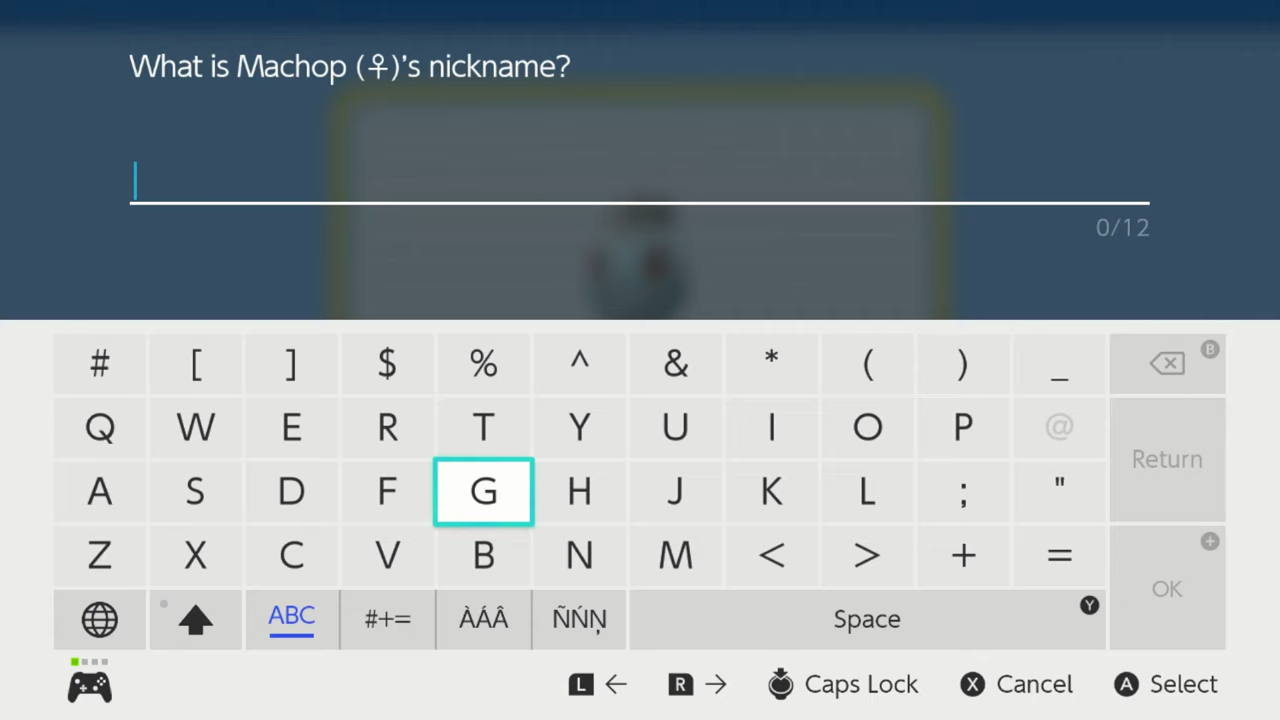 What is Machop (♀)'s nickname?
0/12
# [ ] $ % ^ & * ( ) _ B
Q W E R T Y U I O P @ Return
A S D F G H J K L ; "
Z X C V B N M < > + = + OK
ABC #+= ÀÁÂ ÑŃŅ Space Y
L ← R → Caps Lock X Cancel A Select